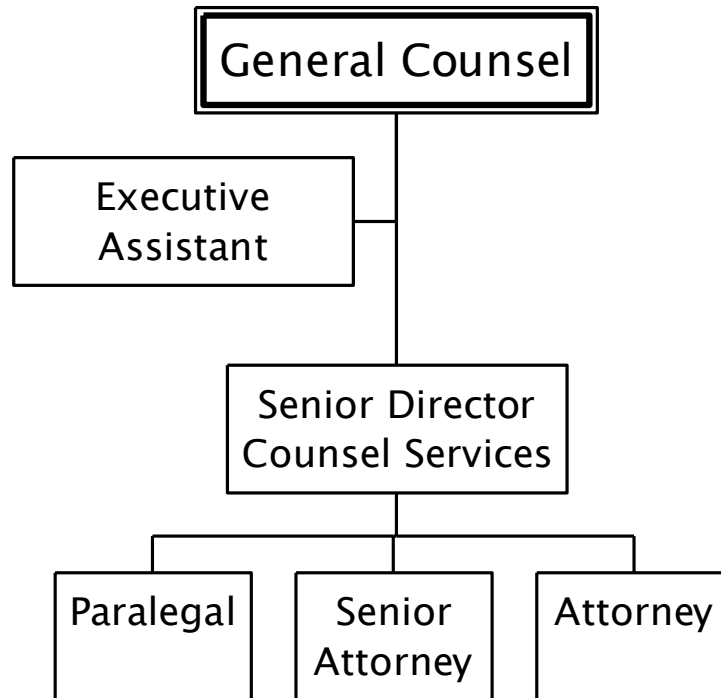 General Counsel
Executive
Assistant
Senior Director
Counsel Services
Paralegal
Senior
Attorney
Attorney